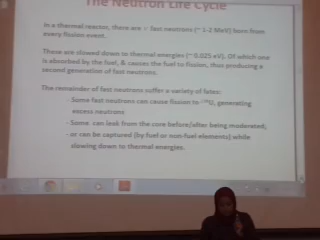 The Neutron Life Cycle
In a thermal reactor, there are ν fast neutrons (~ 1-2 MeV) born from
every fission event.
These are slowed down to thermal energies (~ 0.025 eV). Of which one
is absorbed by the fuel, & causes the fuel to fission, thus producing a
second generation of fast neutrons.
The remainder of fast neutrons suffer a variety of fates:
- Some fast neutrons can cause fission to ²³⁸U, generating
excess neutrons
- Some can leak from the core before/after being moderated;
- or can be captured (by fuel or non-fuel elements) while
slowing down to thermal energies.